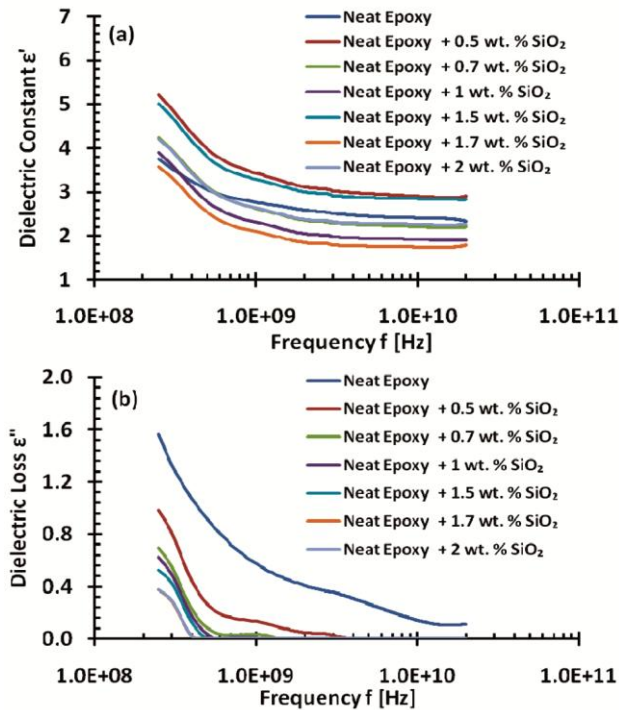 (a)
Dielectric Constant ε'
7
6
5
4
3
2
1
Neat Epoxy
Neat Epoxy + 0.5 wt. % SiO₂
Neat Epoxy + 0.7 wt. % SiO₂
Neat Epoxy + 1 wt. % SiO₂
Neat Epoxy + 1.5 wt. % SiO₂
Neat Epoxy + 1.7 wt. % SiO₂
Neat Epoxy + 2 wt. % SiO₂
1.0E+08 1.0E+09 1.0E+10 1.0E+11
Frequency f [Hz]
(b)
Dielectric Loss ε"
2.0
1.6
1.2
0.8
0.4
0.0
Neat Epoxy
Neat Epoxy + 0.5 wt. % SiO₂
Neat Epoxy + 0.7 wt. % SiO₂
Neat Epoxy + 1 wt. % SiO₂
Neat Epoxy + 1.5 wt. % SiO₂
Neat Epoxy + 1.7 wt. % SiO₂
Neat Epoxy + 2 wt. % SiO₂
1.0E+08 1.0E+09 1.0E+10 1.0E+11
Frequency f [Hz]